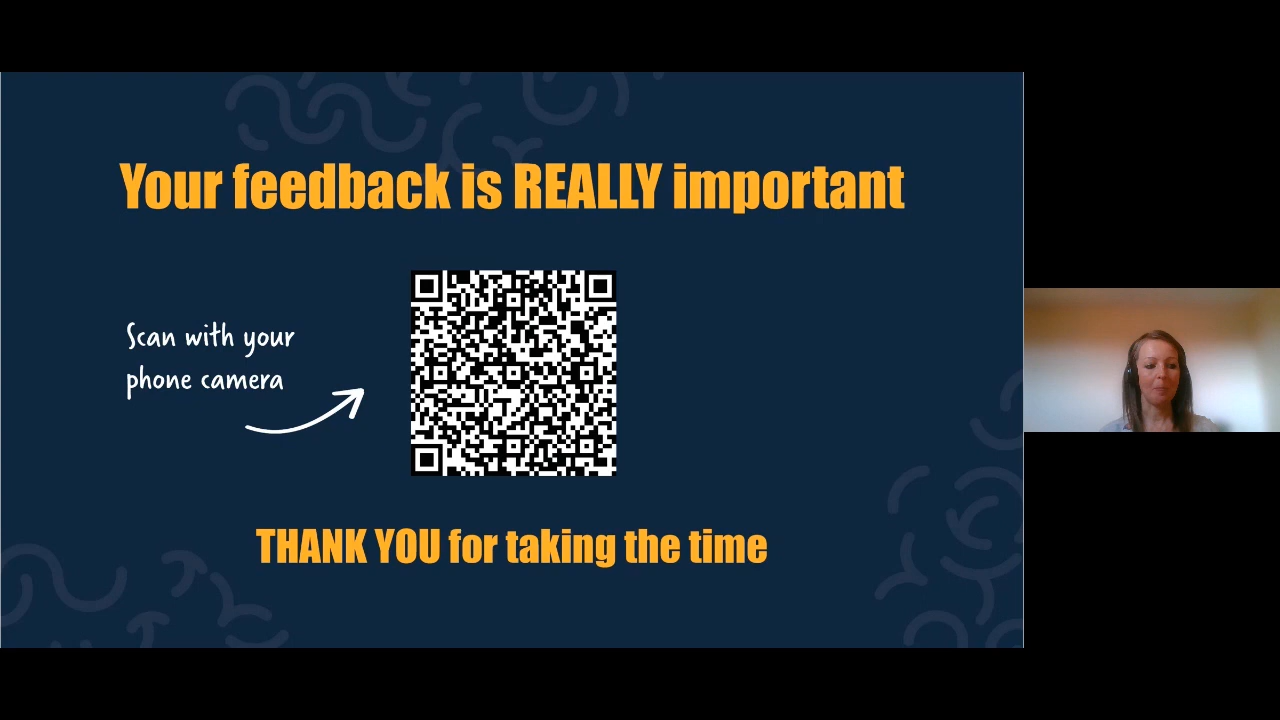 Your feedback is REALLY important
Scan with your
phone camera
THANK YOU for taking the time